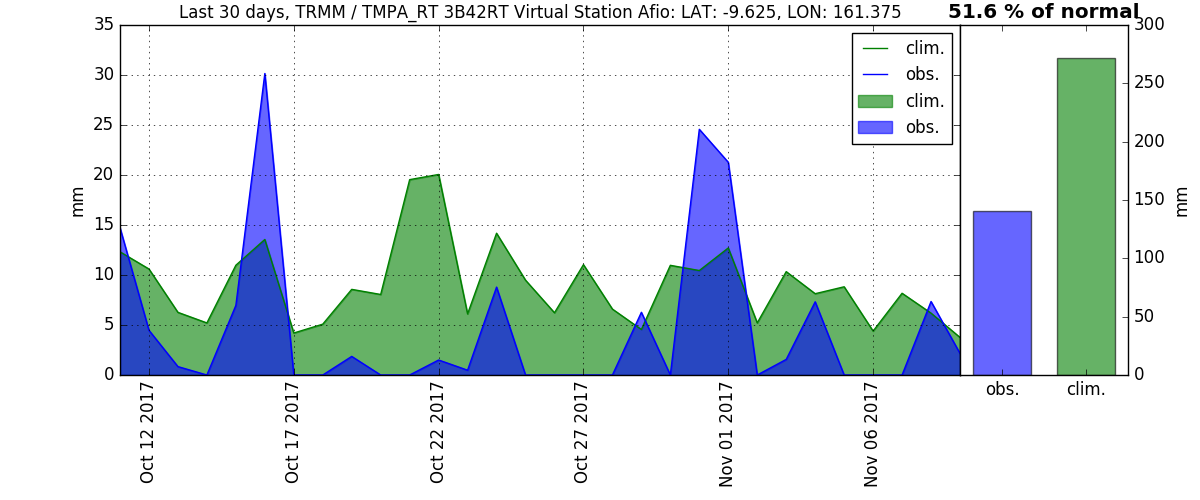 Last 30 days, TRMM / TMPA_RT 3B42RT Virtual Station Afio: LAT: -9.625, LON: 161.375
51.6 % of normal
35
30
25
20
15
10
5
0
mm
clim.
obs.
clim.
obs.
Oct 12 2017
Oct 17 2017
Oct 22 2017
Oct 27 2017
Nov 01 2017
Nov 06 2017
300
250
200
150
100
50
0
mm
obs.
clim.